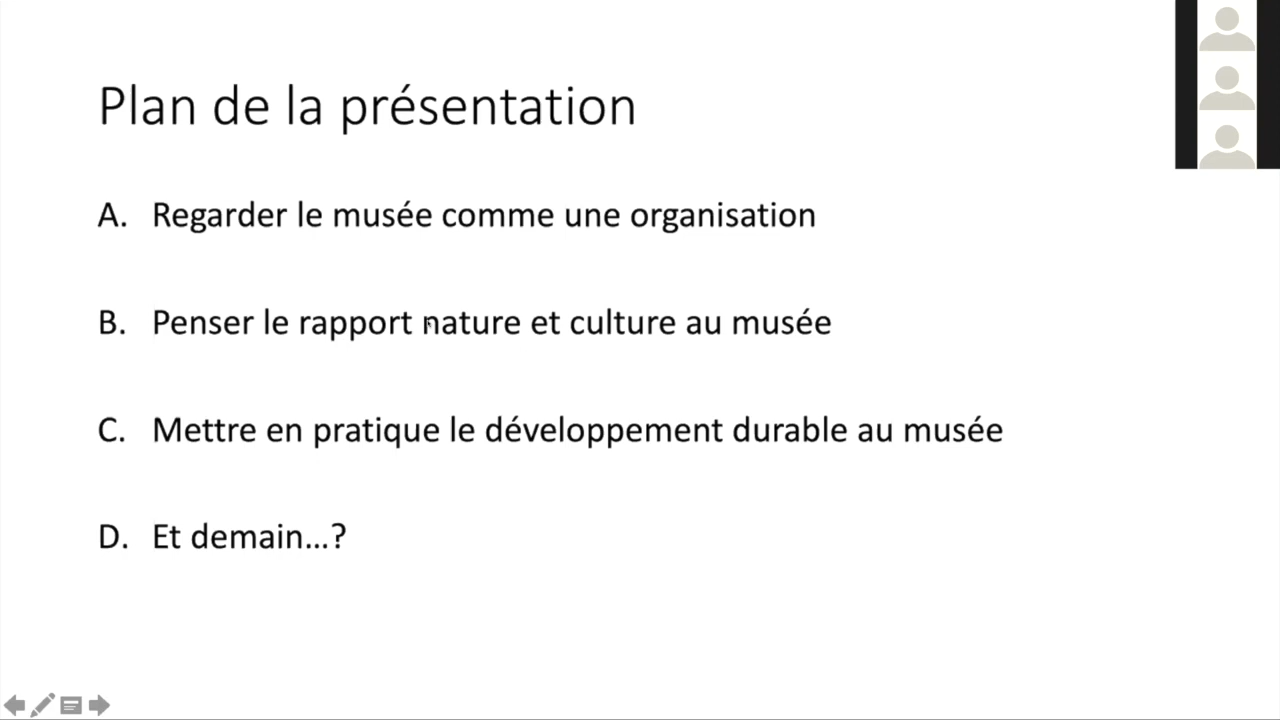 Plan de la présentation
A. Regarder le musée comme une organisation
B. Penser le rapport nature et culture au musée
C. Mettre en pratique le développement durable au musée
D. Et demain...?